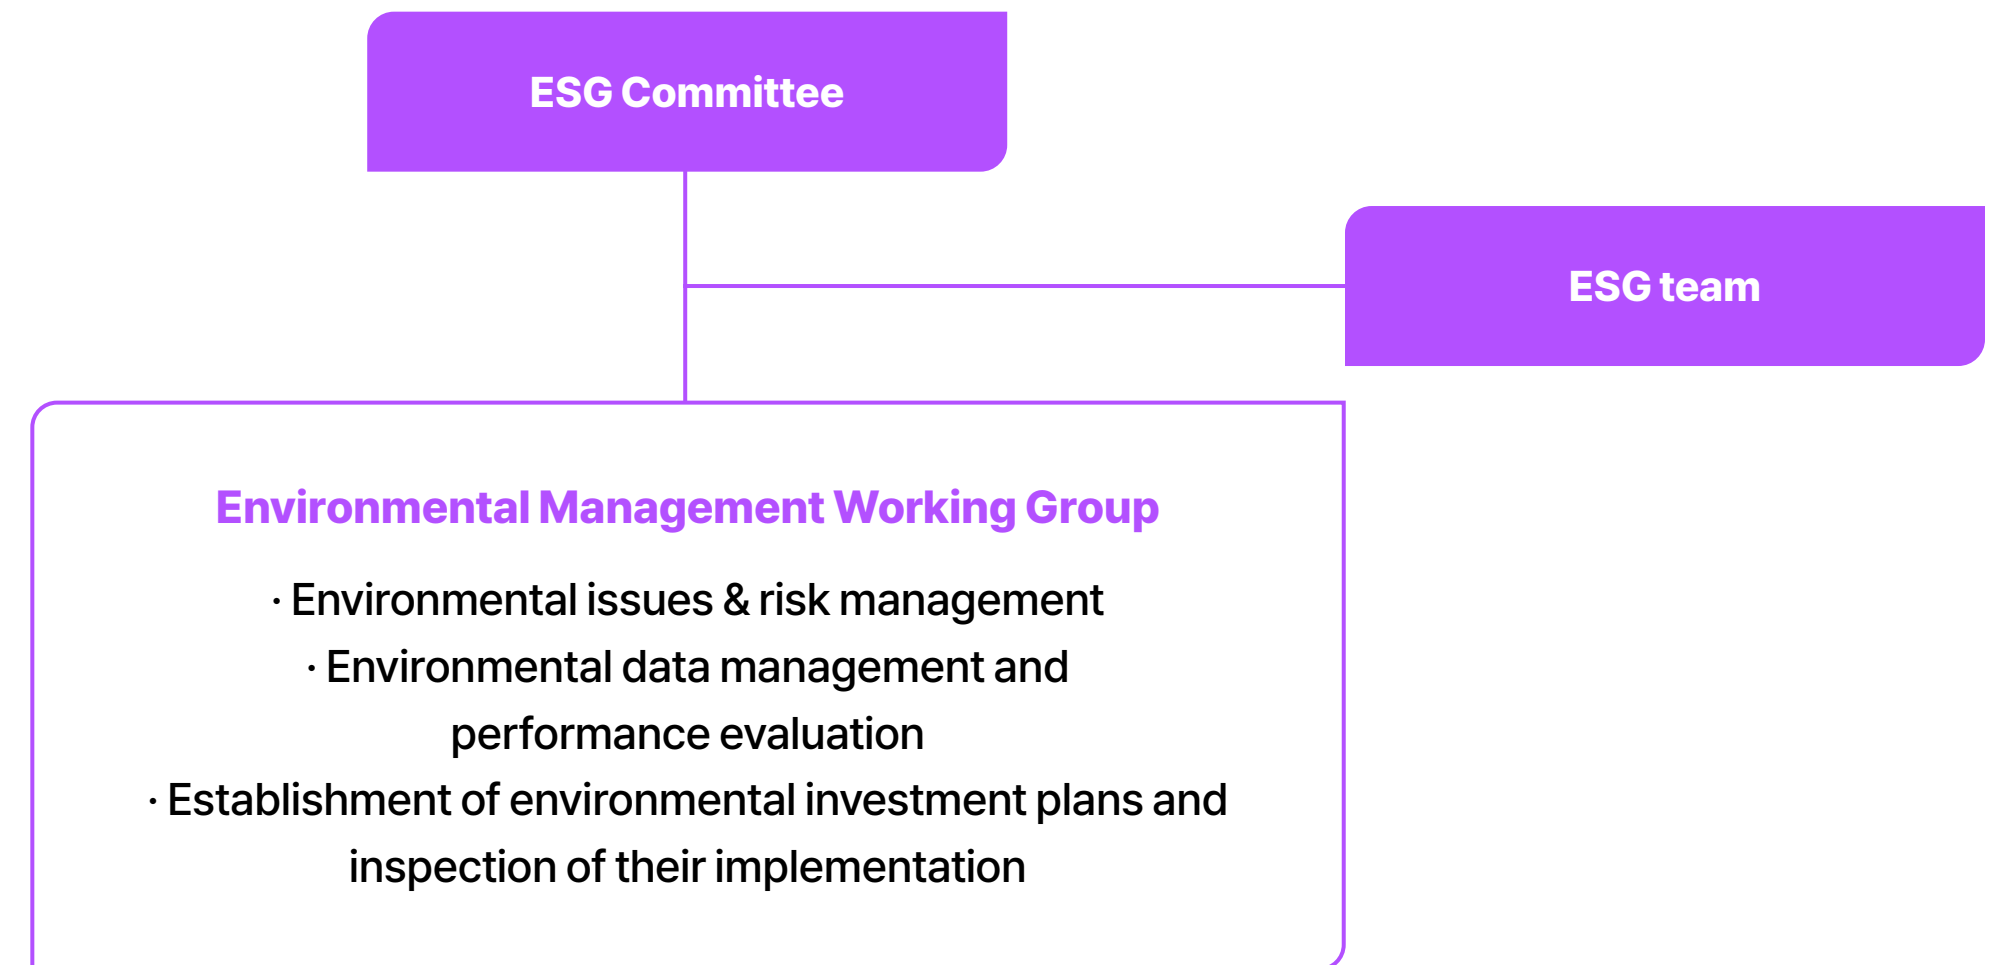 ESG Committee
ESG team
Environmental Management Working Group
· Environmental issues & risk management
· Environmental data management and
performance evaluation
· Establishment of environmental investment plans and
inspection of their implementation